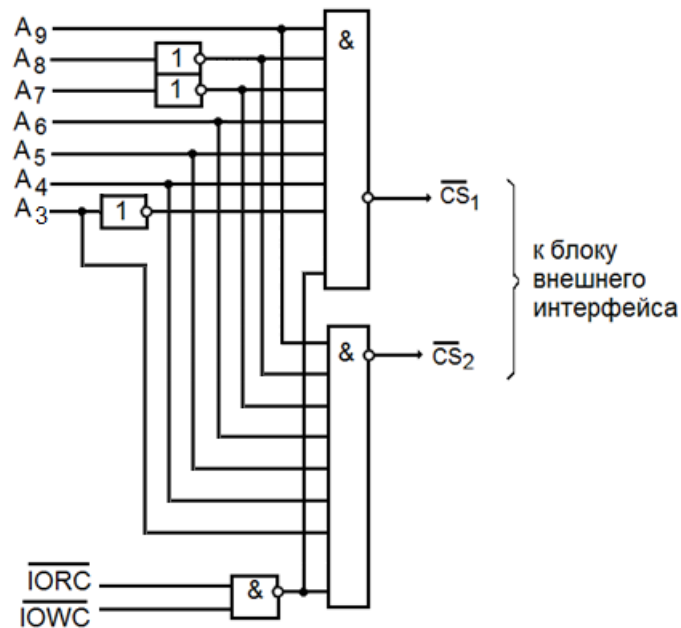 A9
&
A8
1
A7
1
A6
A5
A4
A3
1
CS1
к блоку
внешнего
интерфейса
&
CS2
IORC
&
IOWC